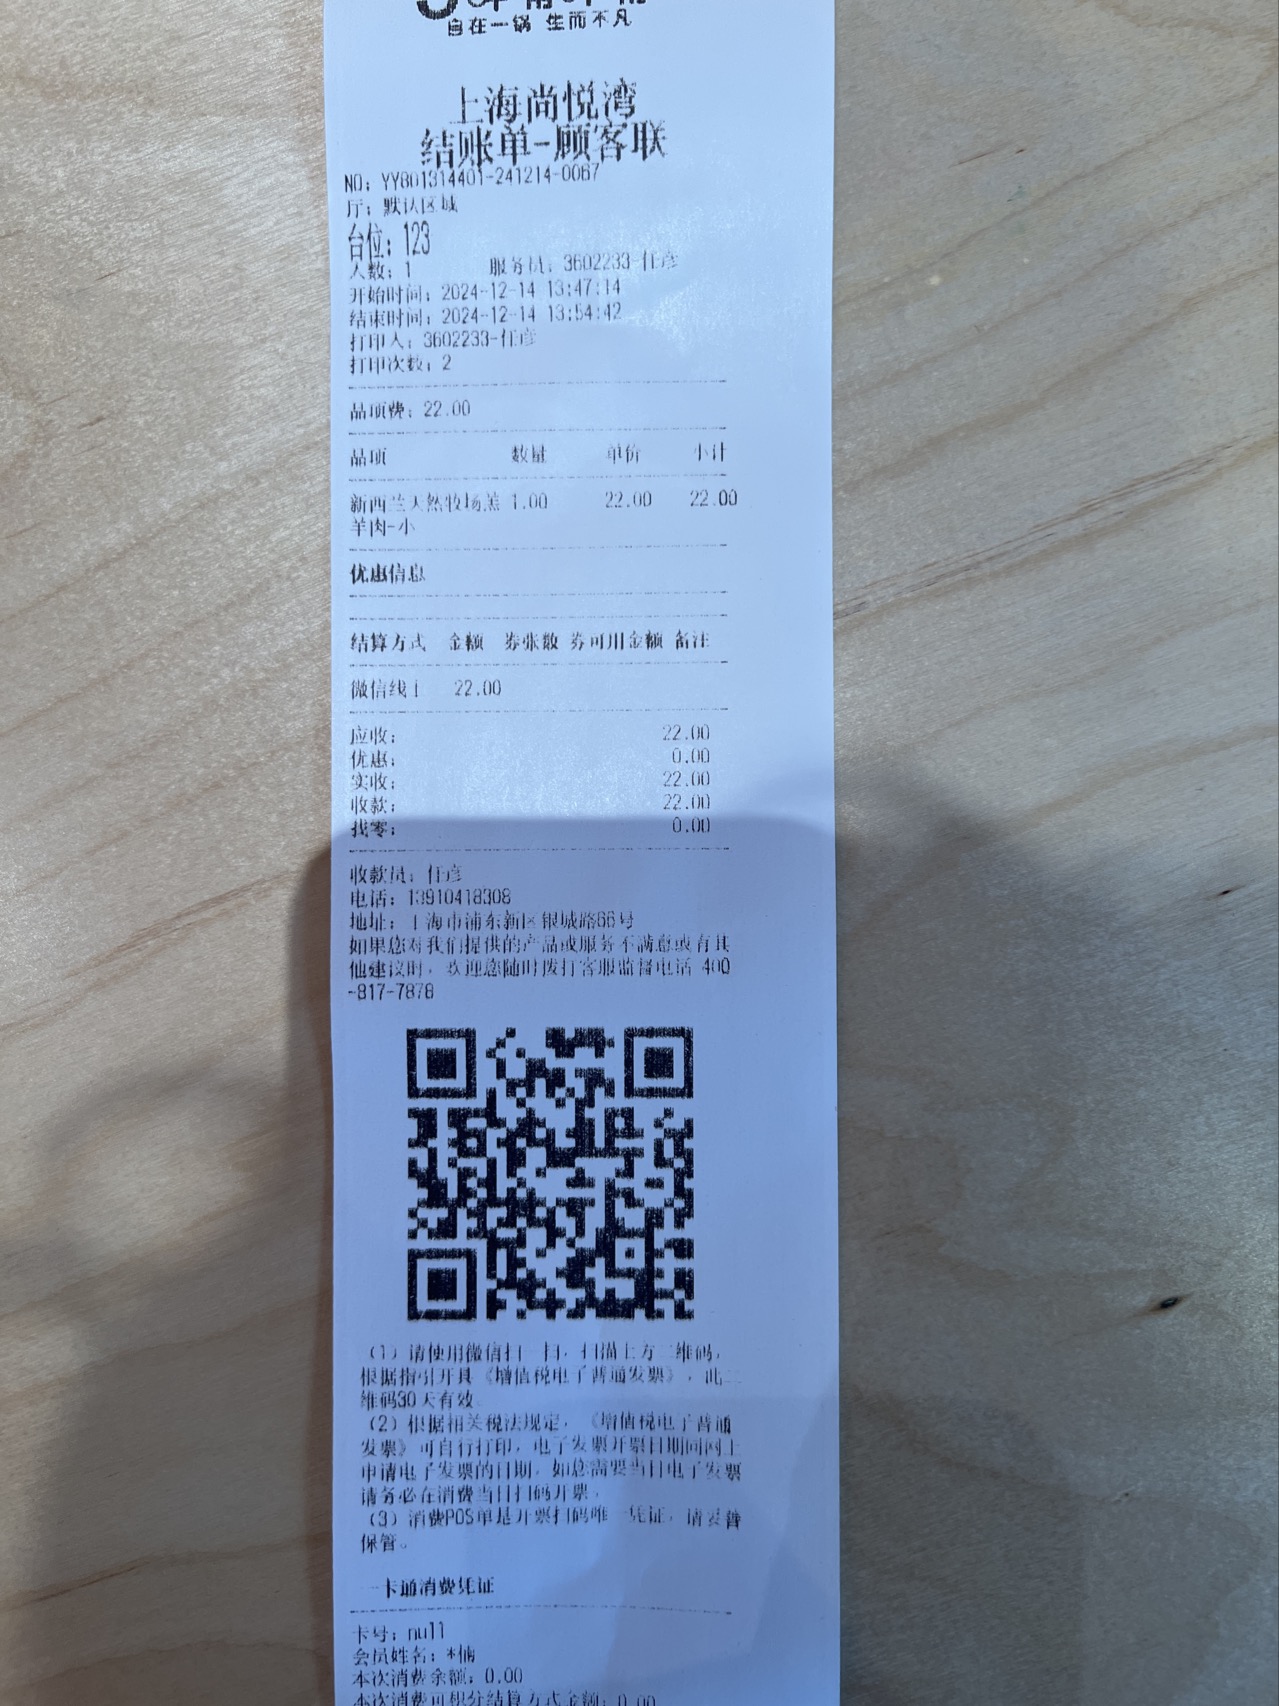 自在一锅 生而不凡
上海尚悦湾
结账单-顾客联
NO: YY801314401-241214-0067
厅: 默认区域
台位: 123
人数: 1 服务员: 3602233-任彦
开始时间: 2024-12-14 13:47:14
结束时间: 2024-12-14 13:54:42
打印人: 3602233-任彦
打印次数: 2
品项费: 22.00
品项 数量 单价 小计
新西兰天然牧场羔 1.00 22.00 22.00
羊肉-小
优惠信息
结算方式 金额 券张数 券可用金额 备注
微信线上 22.00
应收: 22.00
优惠: 0.00
实收: 22.00
收款: 22.00
找零: 0.00
收款员: 任彦
电话: 13910418308
地址: 上海市浦东新区银城路66号
如果您对我们提供的产品或服务不满意或有其
他建议时，欢迎您随时拨打客服监督电话 400
-817-7878
（1）请使用微信扫一扫，扫描上方二维码，
根据指引开具《增值税电子普通发票》，此二
维码30天有效
（2）根据相关税法规定，《增值税电子普通
发票》可自行打印，电子发票开票日期同网上
申请电子发票的日期，如您需要当日电子发票
请务必在消费当日扫码开票，
（3）消费POS单是开票扫码唯一凭证，请妥善
保管。
一卡通消费凭证
卡号: null
会员姓名: *倩
本次消费余额: 0.00
本次消费可积分结算方式金额: 0.00